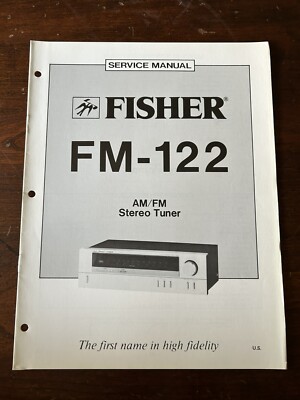 SERVICE MANUAL
FISHER®
FM-122
AM/FM
Stereo Tuner
The first name in high fidelity
U.S.